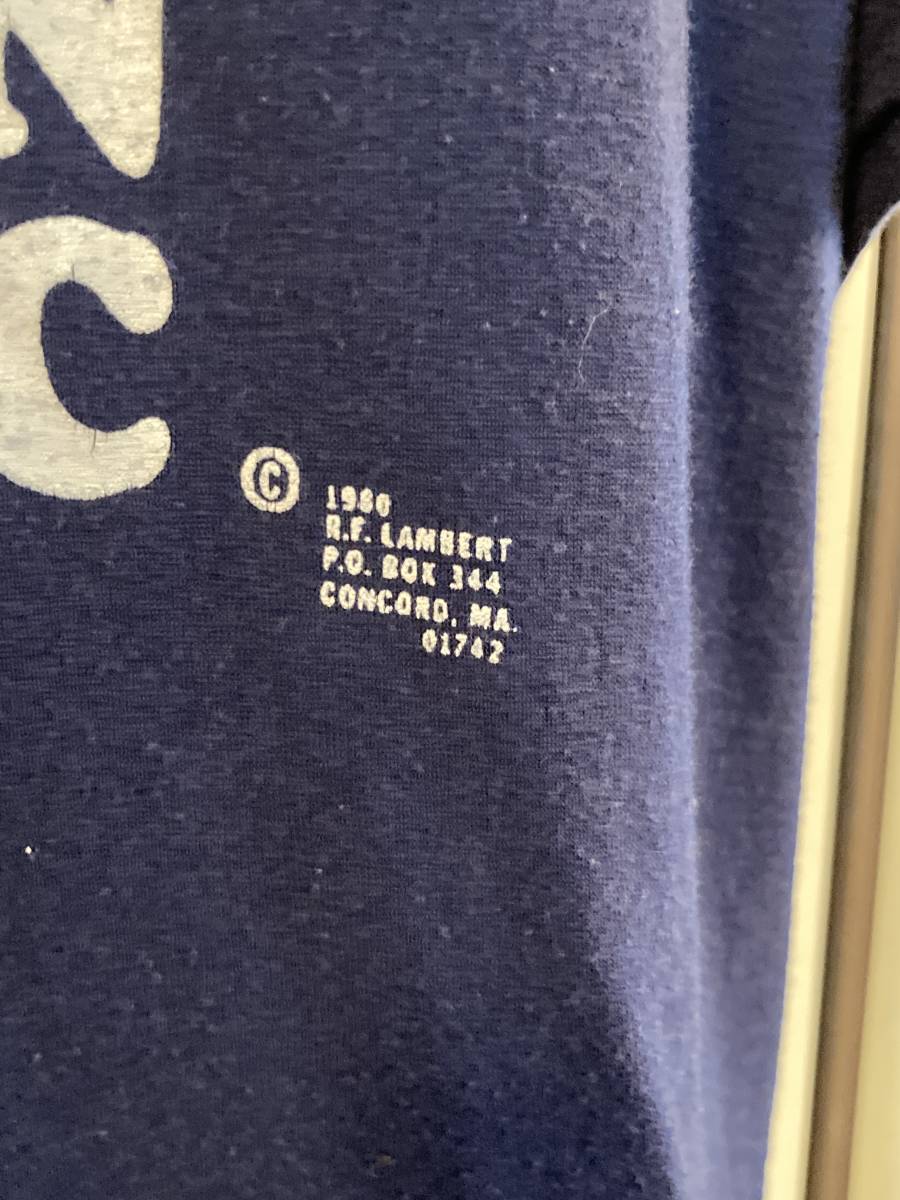 N
C
© 1980
R.F. LAMBERT
P.O. BOX 344
CONCORD, MA.
01742